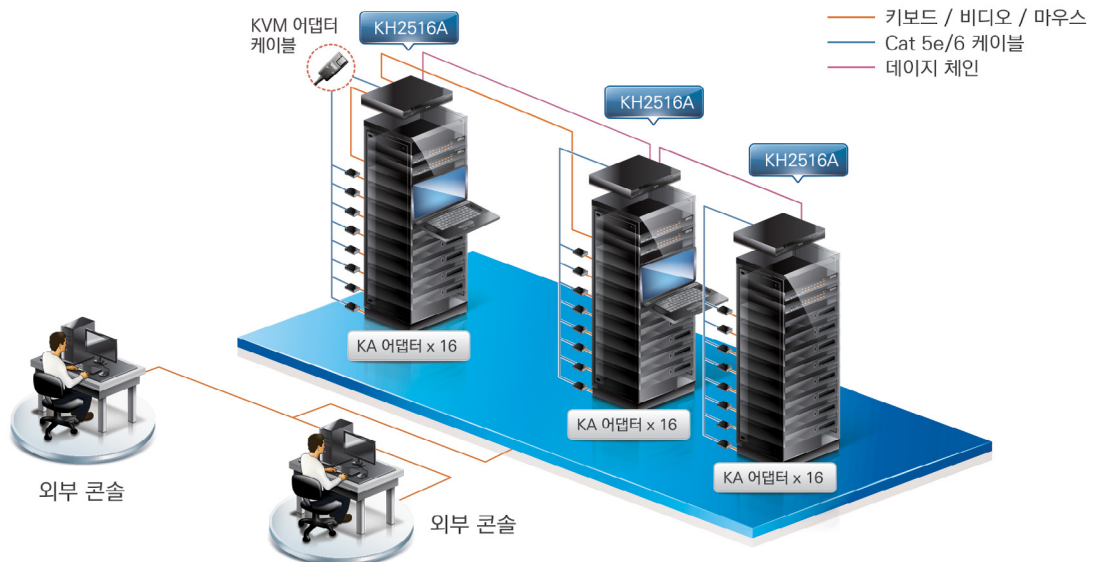 KVM 어댑터
케이블
KH2516A
키보드 / 비디오 / 마우스
Cat 5e/6 케이블
데이지 체인
KH2516A
KH2516A
KA 어댑터 x 16
KA 어댑터 x 16
KA 어댑터 x 16
외부 콘솔
외부 콘솔